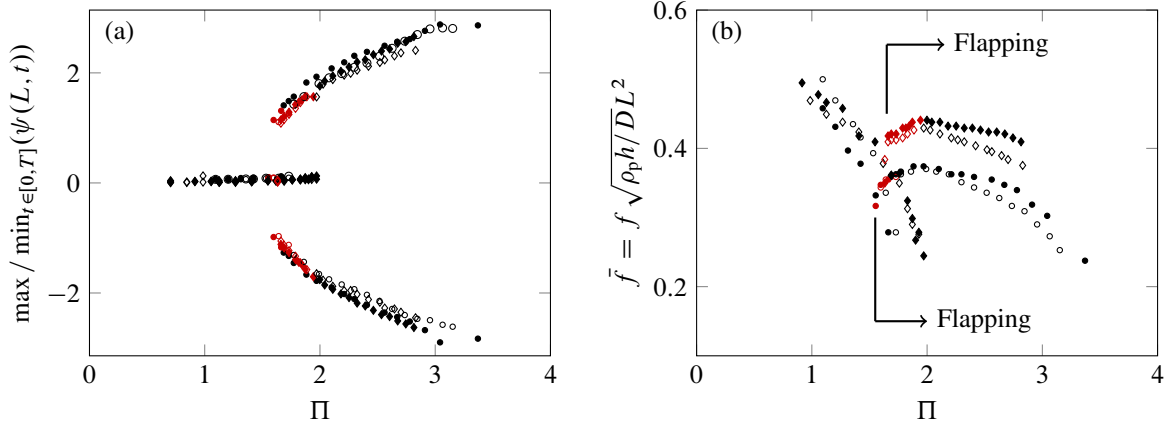 (a)
max / min_{t∈[0,T]}(ψ(L, t))
2
0
−2
0 1 2 3 4
Π
(b)
Flapping
Flapping
f̄ = f √ρ_p h/D L²
0.6
0.4
0.2
0 1 2 3 4
Π